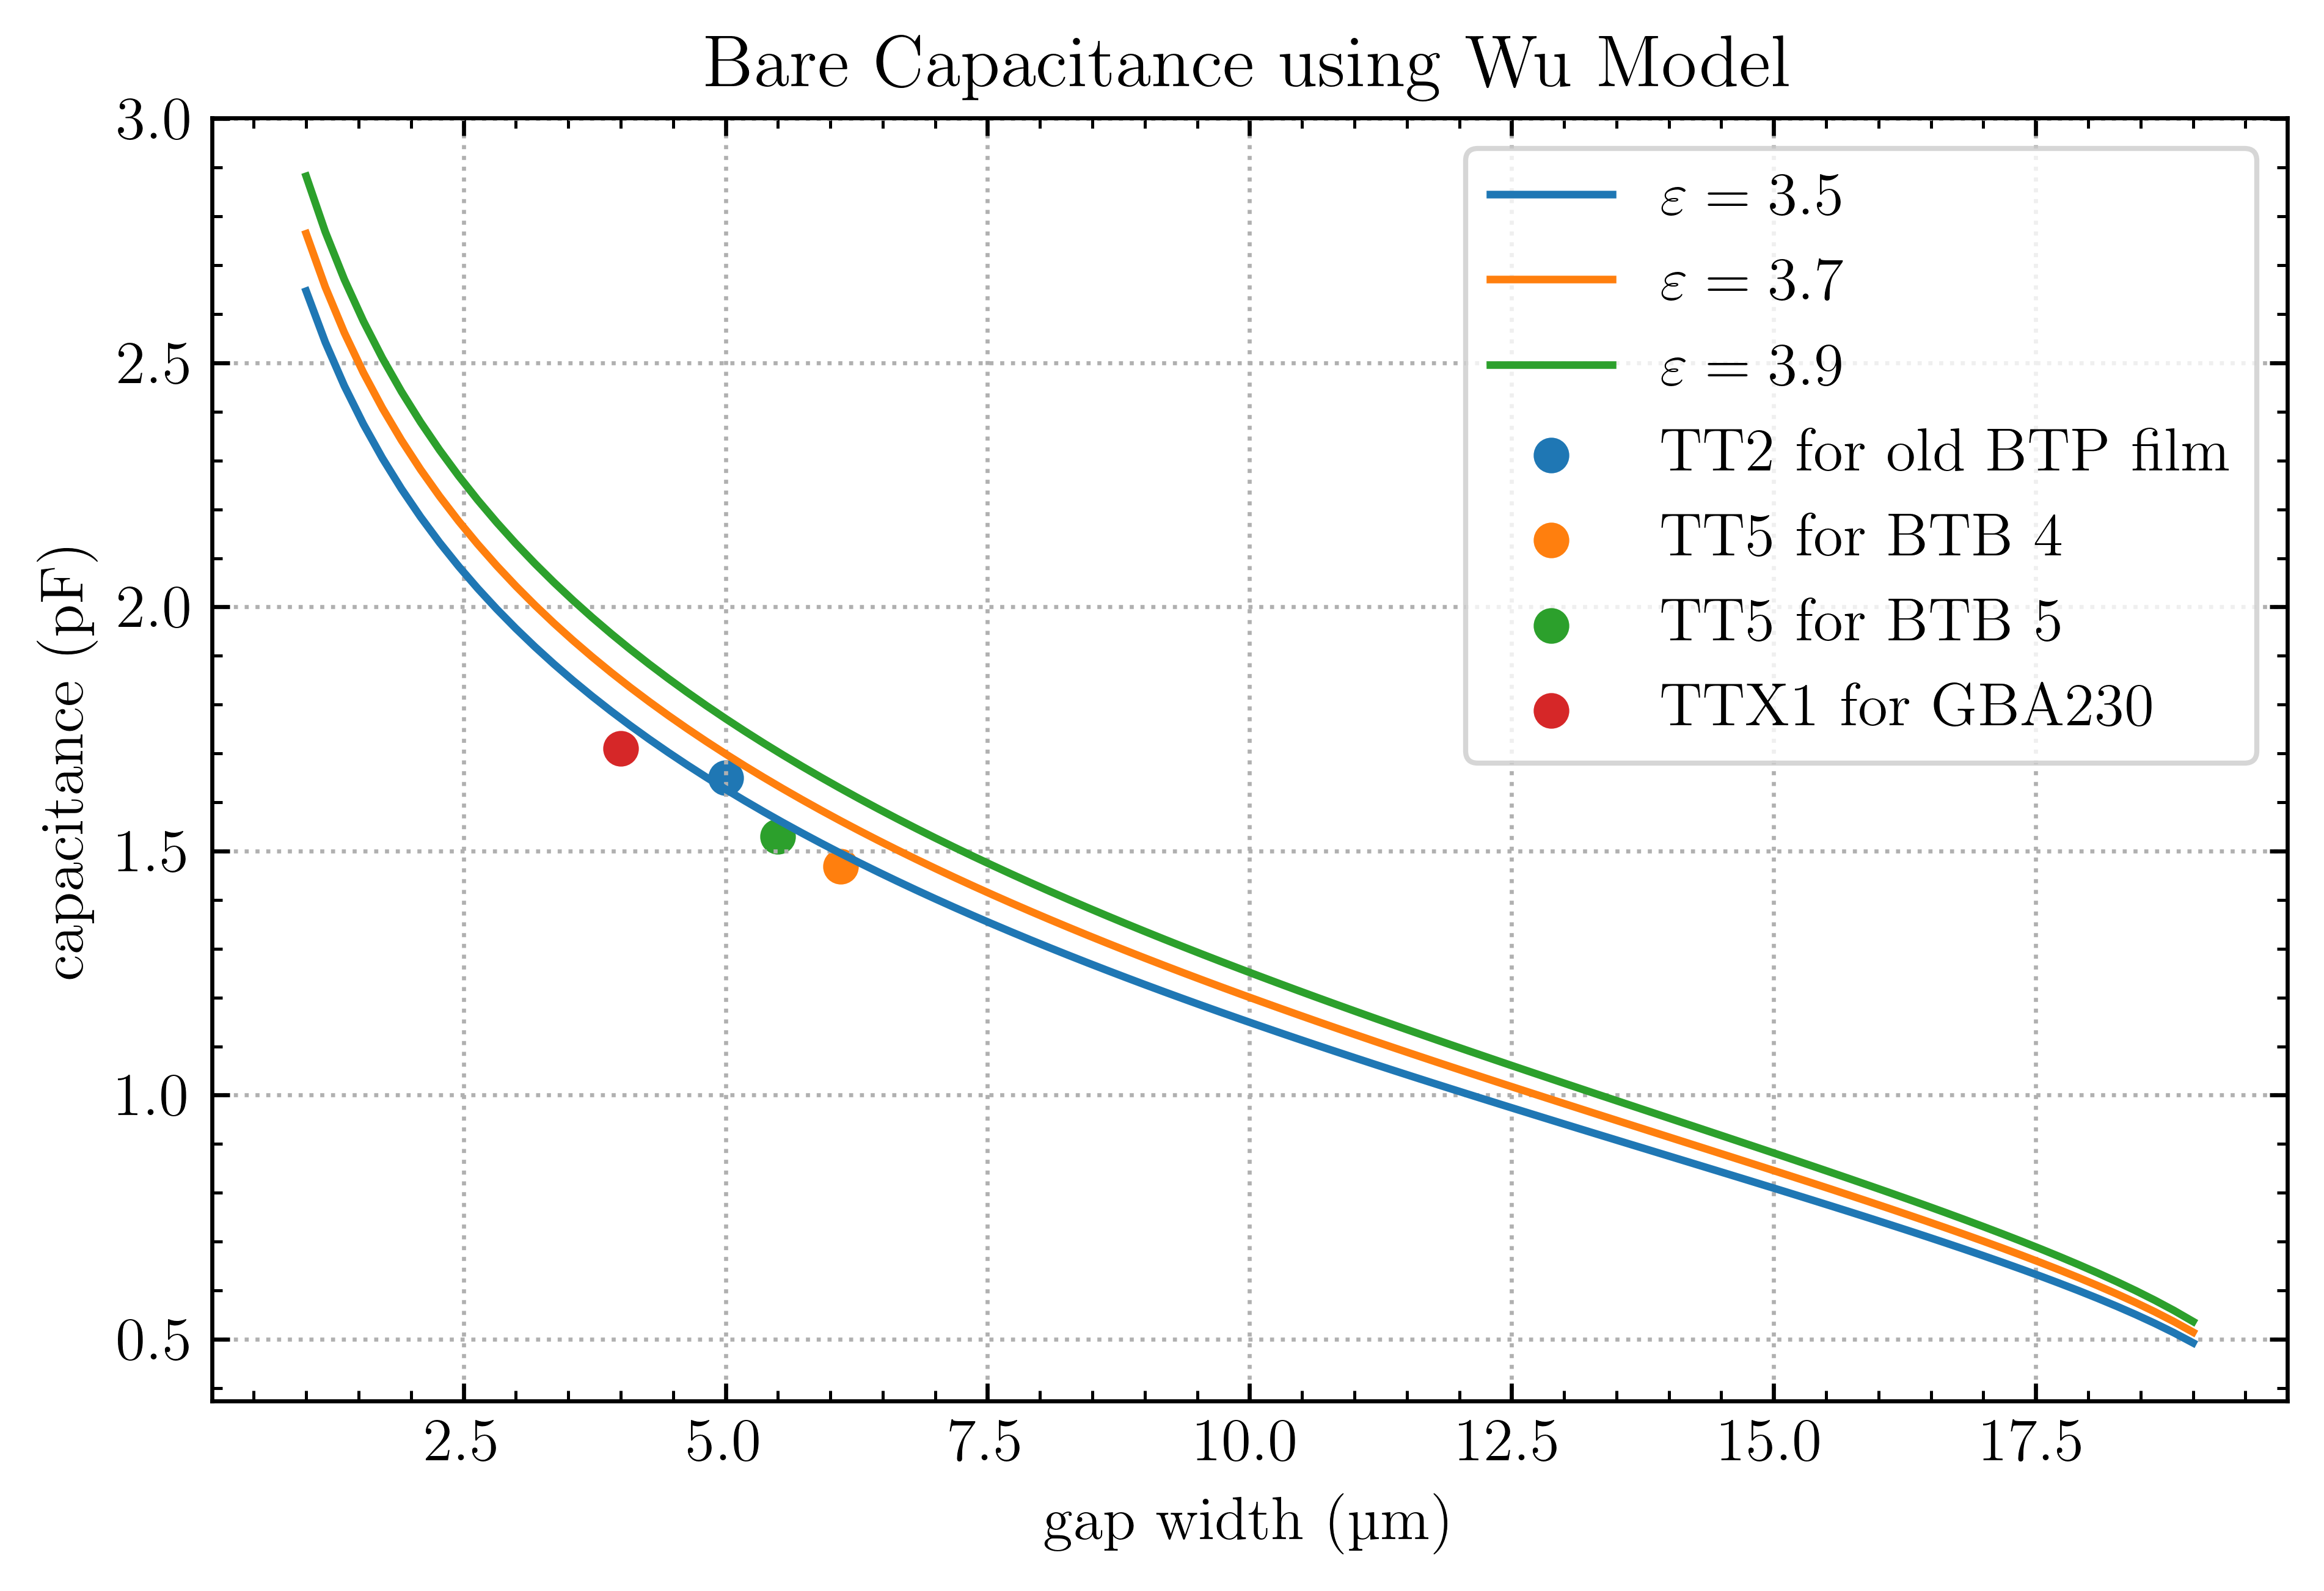 Bare Capacitance using Wu Model
3.0
2.5
2.0
1.5
1.0
0.5
capacitance (pF)
ε = 3.5
ε = 3.7
ε = 3.9
TT2 for old BTP film
TT5 for BTB 4
TT5 for BTB 5
TTX1 for GBA230
2.5 5.0 7.5 10.0 12.5 15.0 17.5
gap width (µm)